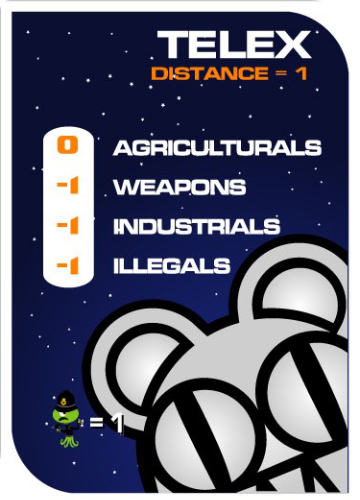 TELEX
DISTANCE = 1
0 AGRICULTURALS
-1 WEAPONS
-1 INDUSTRIALS
-1 ILLEGALS
= 1